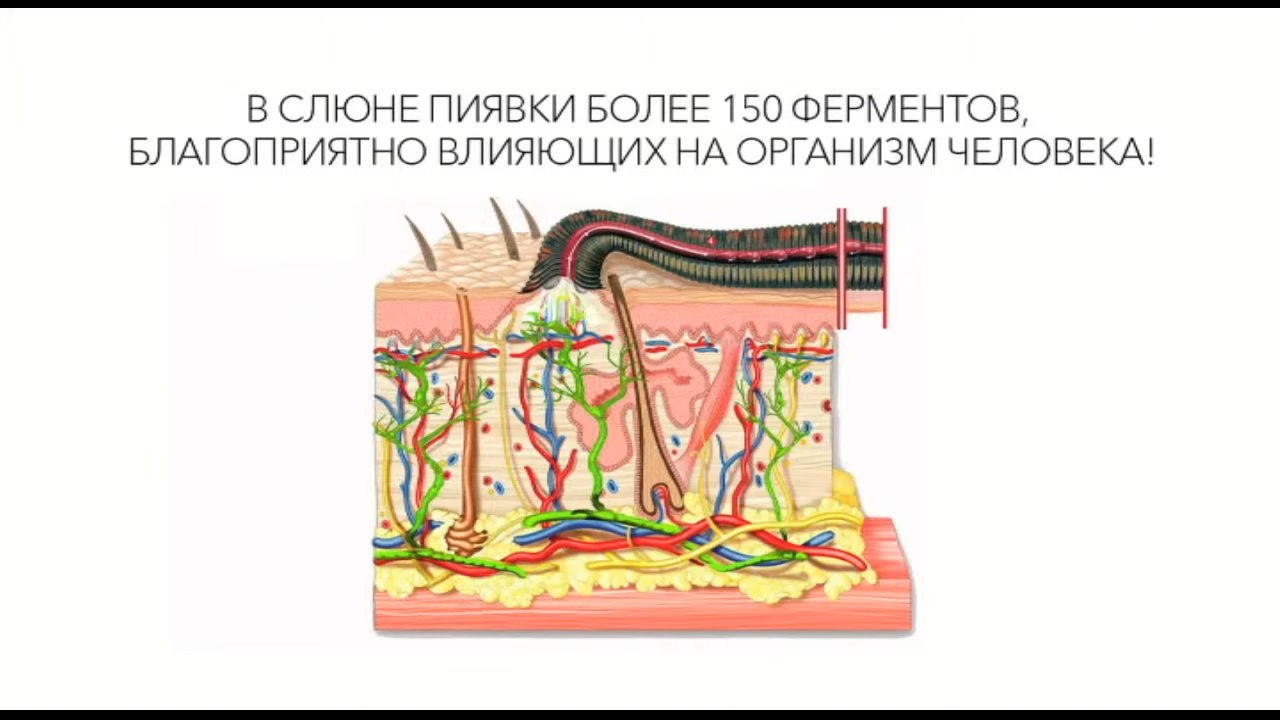 В СЛЮНЕ ПИЯВКИ БОЛЕЕ 150 ФЕРМЕНТОВ,
БЛАГОПРИЯТНО ВЛИЯЮЩИХ НА ОРГАНИЗМ ЧЕЛОВЕКА!